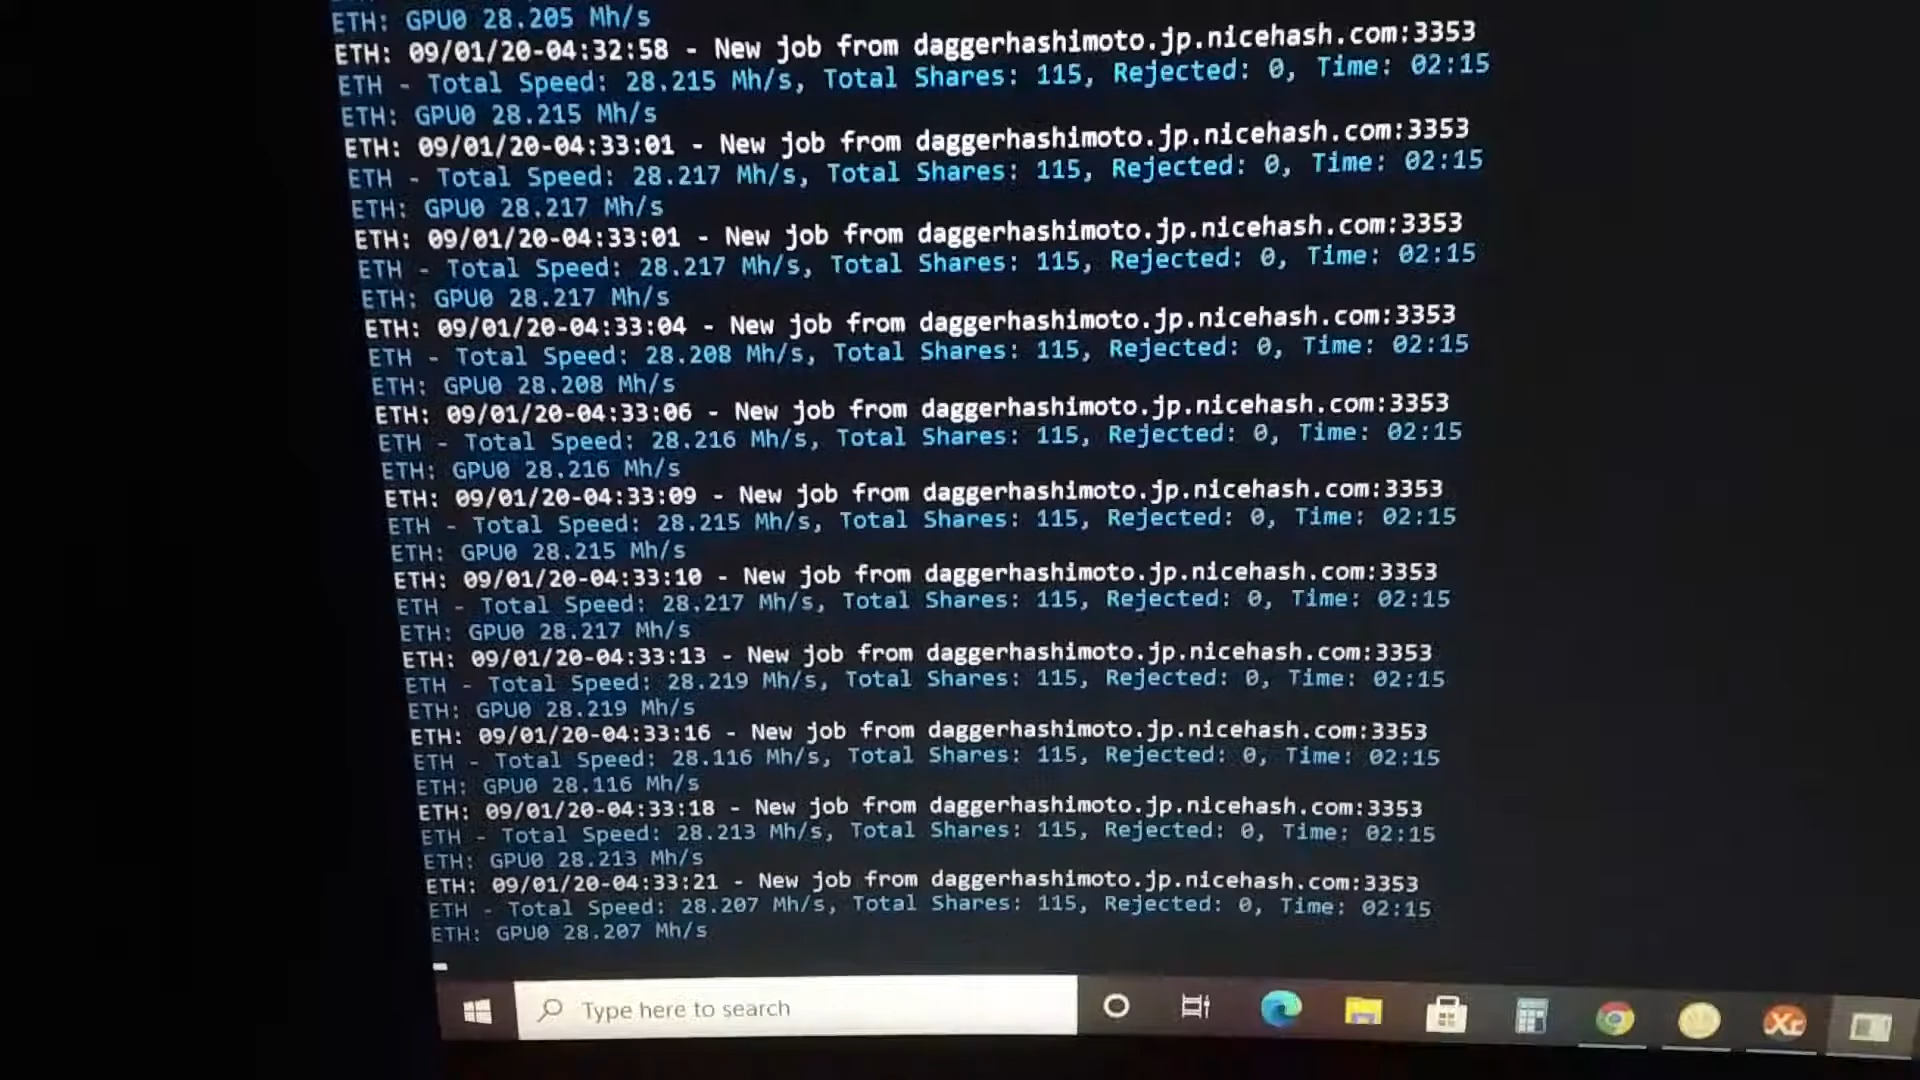 ETH: GPU0 28.205 Mh/s
ETH: 09/01/20-04:32:58 - New job from daggerhashimoto.jp.nicehash.com:3353
ETH - Total Speed: 28.215 Mh/s, Total Shares: 115, Rejected: 0, Time: 02:15
ETH: GPU0 28.215 Mh/s
ETH: 09/01/20-04:33:01 - New job from daggerhashimoto.jp.nicehash.com:3353
ETH - Total Speed: 28.217 Mh/s, Total Shares: 115, Rejected: 0, Time: 02:15
ETH: GPU0 28.217 Mh/s
ETH: 09/01/20-04:33:01 - New job from daggerhashimoto.jp.nicehash.com:3353
ETH - Total Speed: 28.217 Mh/s, Total Shares: 115, Rejected: 0, Time: 02:15
ETH: GPU0 28.217 Mh/s
ETH: 09/01/20-04:33:04 - New job from daggerhashimoto.jp.nicehash.com:3353
ETH - Total Speed: 28.208 Mh/s, Total Shares: 115, Rejected: 0, Time: 02:15
ETH: GPU0 28.208 Mh/s
ETH: 09/01/20-04:33:06 - New job from daggerhashimoto.jp.nicehash.com:3353
ETH - Total Speed: 28.216 Mh/s, Total Shares: 115, Rejected: 0, Time: 02:15
ETH: GPU0 28.216 Mh/s
ETH: 09/01/20-04:33:09 - New job from daggerhashimoto.jp.nicehash.com:3353
ETH - Total Speed: 28.215 Mh/s, Total Shares: 115, Rejected: 0, Time: 02:15
ETH: GPU0 28.215 Mh/s
ETH: 09/01/20-04:33:10 - New job from daggerhashimoto.jp.nicehash.com:3353
ETH - Total Speed: 28.217 Mh/s, Total Shares: 115, Rejected: 0, Time: 02:15
ETH: GPU0 28.217 Mh/s
ETH: 09/01/20-04:33:13 - New job from daggerhashimoto.jp.nicehash.com:3353
ETH - Total Speed: 28.219 Mh/s, Total Shares: 115, Rejected: 0, Time: 02:15
ETH: GPU0 28.219 Mh/s
ETH: 09/01/20-04:33:16 - New job from daggerhashimoto.jp.nicehash.com:3353
ETH - Total Speed: 28.116 Mh/s, Total Shares: 115, Rejected: 0, Time: 02:15
ETH: GPU0 28.116 Mh/s
ETH: 09/01/20-04:33:18 - New job from daggerhashimoto.jp.nicehash.com:3353
ETH - Total Speed: 28.213 Mh/s, Total Shares: 115, Rejected: 0, Time: 02:15
ETH: GPU0 28.213 Mh/s
ETH: 09/01/20-04:33:21 - New job from daggerhashimoto.jp.nicehash.com:3353
ETH - Total Speed: 28.207 Mh/s, Total Shares: 115, Rejected: 0, Time: 02:15
ETH: GPU0 28.207 Mh/s
Type here to search